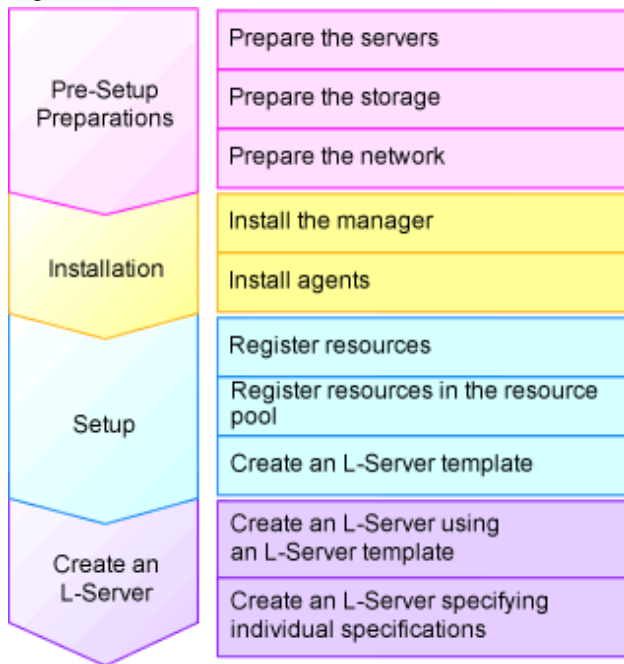 Pre-Setup
Preparations
Prepare the servers
Prepare the storage
Prepare the network
Installation
Install the manager
Install agents
Setup
Register resources
Register resources in the resource
pool
Create an L-Server template
Create an
L-Server
Create an L-Server using
an L-Server template
Create an L-Server specifying
individual specifications